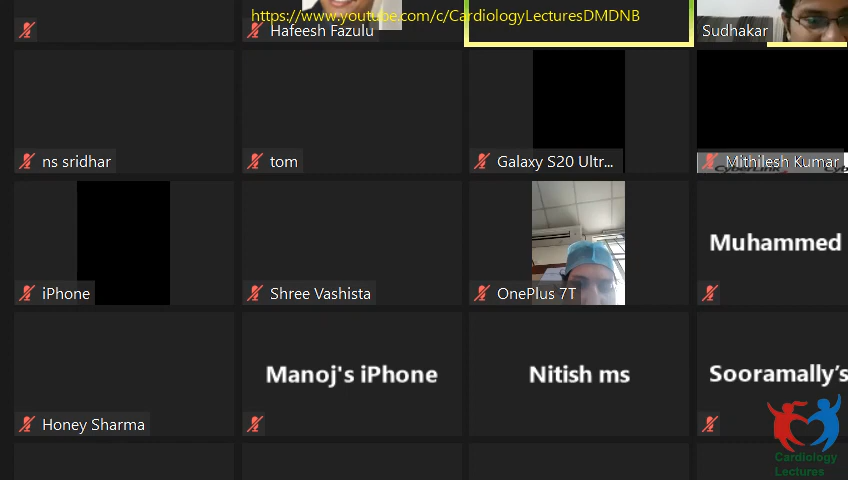 https://www.youtube.com/c/CardiologyLecturesDMDNB
Hafeesh Fazulu
Sudhakar
ns sridhar
tom
Galaxy S20 Ultr...
Mithilesh Kumar
CyberLink
iPhone
Shree Vashista
OnePlus 7T
Muhammed
Honey Sharma
Manoj's iPhone
Nitish ms
Sooramally's
Cardiology
Lectures